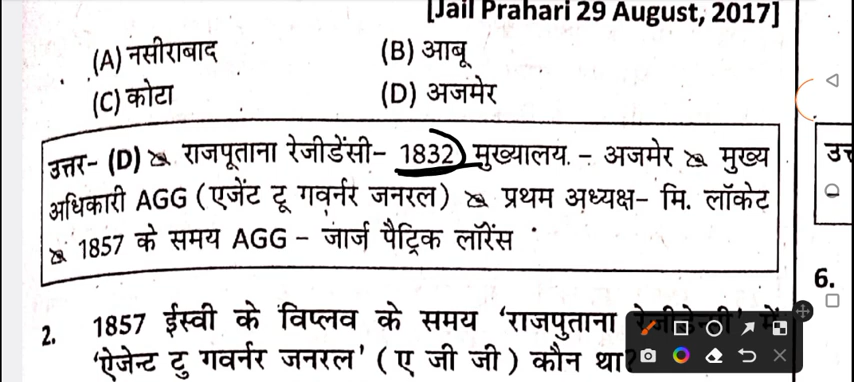 [Jail Prahari 29 August, 2017]
(A) नसीराबाद (B) आबू
(C) कोटा (D) अजमेर
उत्तर- (D) राजपूताना रेजीडेंसी- 1832 मुख्यालय - अजमेर मुख्य
अधिकारी AGG (एजेंट टू गवर्नर जनरल) प्रथम अध्यक्ष- मि. लॉकेट
1857 के समय AGG - जार्ज पैट्रिक लॉरेंस
2. 1857 ईस्वी के विप्लव के समय 'राजपुताना रेजीडेन्सी' में
'ऐजेन्ट टु गवर्नर जनरल' ( ए जी जी ) कौन था?
6.